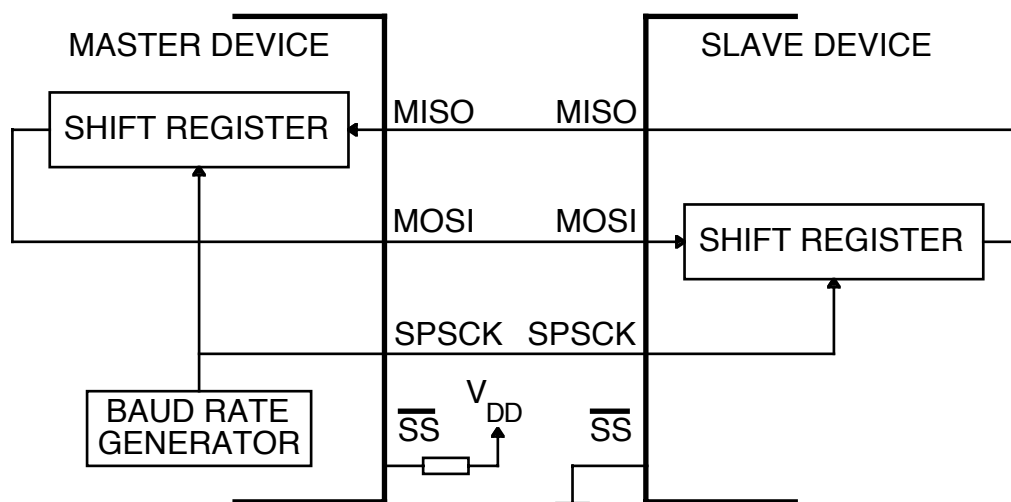 MASTER DEVICE
SLAVE DEVICE
SHIFT REGISTER
MISO
MISO
MOSI
MOSI
SHIFT REGISTER
SPSCK
SPSCK
BAUD RATE
GENERATOR
SS
VDD
SS